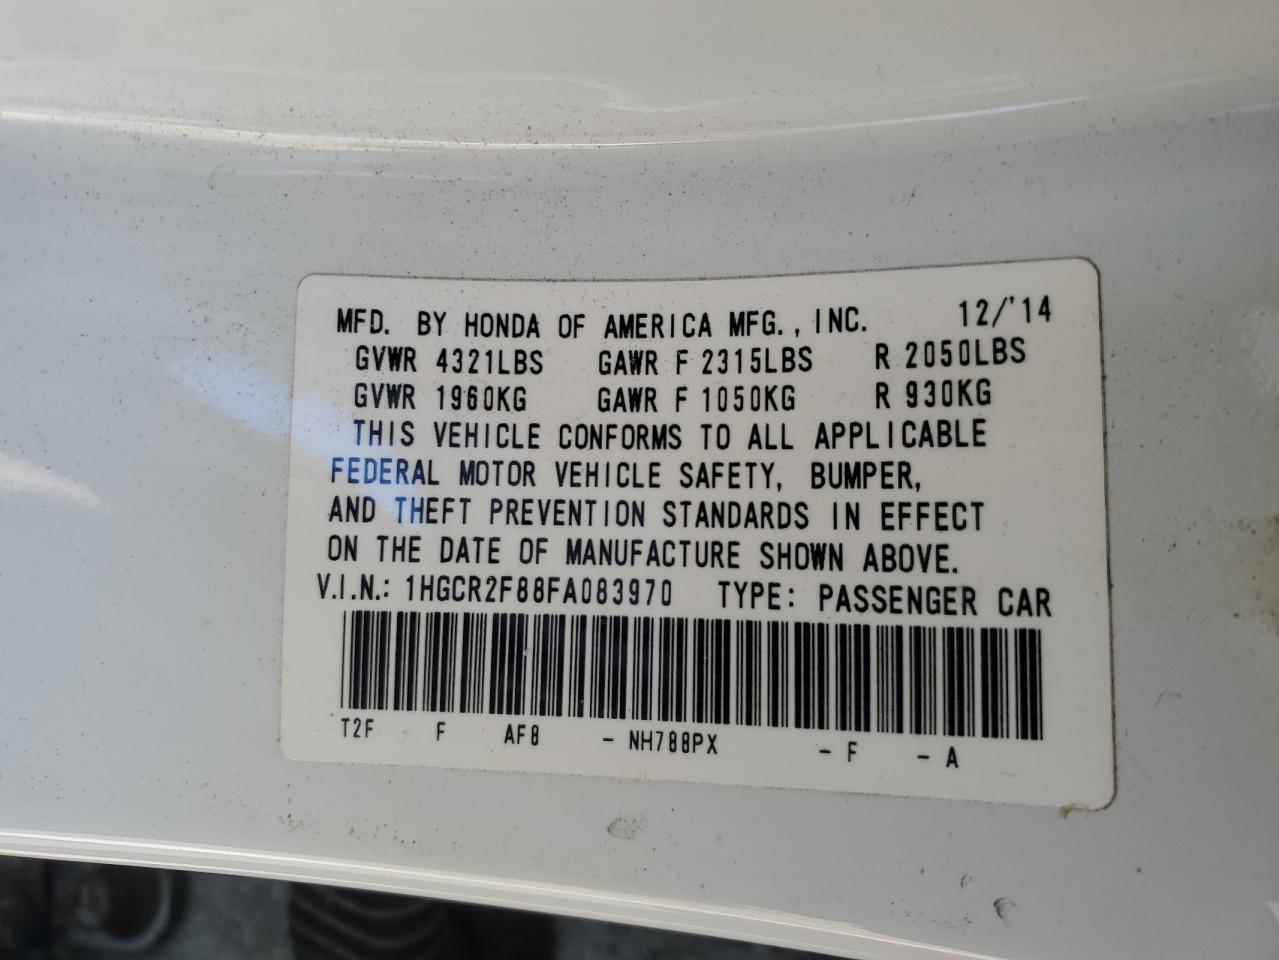 MFD. BY HONDA OF AMERICA MFG., INC. 12/'14
GVWR 4321LBS GAWR F 2315LBS R 2050LBS
GVWR 1960KG GAWR F 1050KG R 930KG
THIS VEHICLE CONFORMS TO ALL APPLICABLE
FEDERAL MOTOR VEHICLE SAFETY, BUMPER,
AND THEFT PREVENTION STANDARDS IN EFFECT
ON THE DATE OF MANUFACTURE SHOWN ABOVE.
V.I.N.: 1HGCR2F88FA083970 TYPE: PASSENGER CAR
T2F F AF8 - NH788PX - F - A